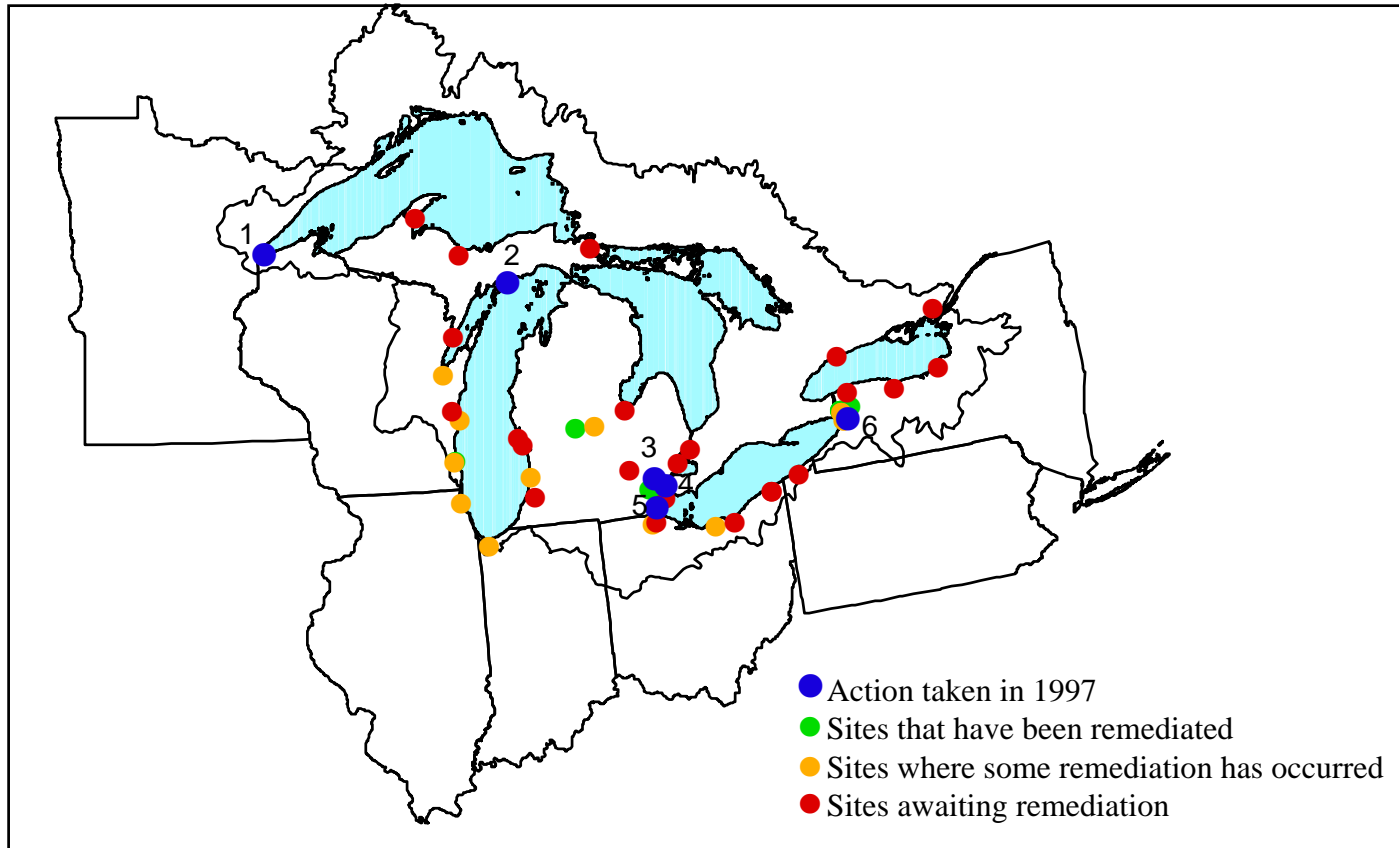 1
2
3
4
5
6
Action taken in 1997
Sites that have been remediated
Sites where some remediation has occurred
Sites awaiting remediation